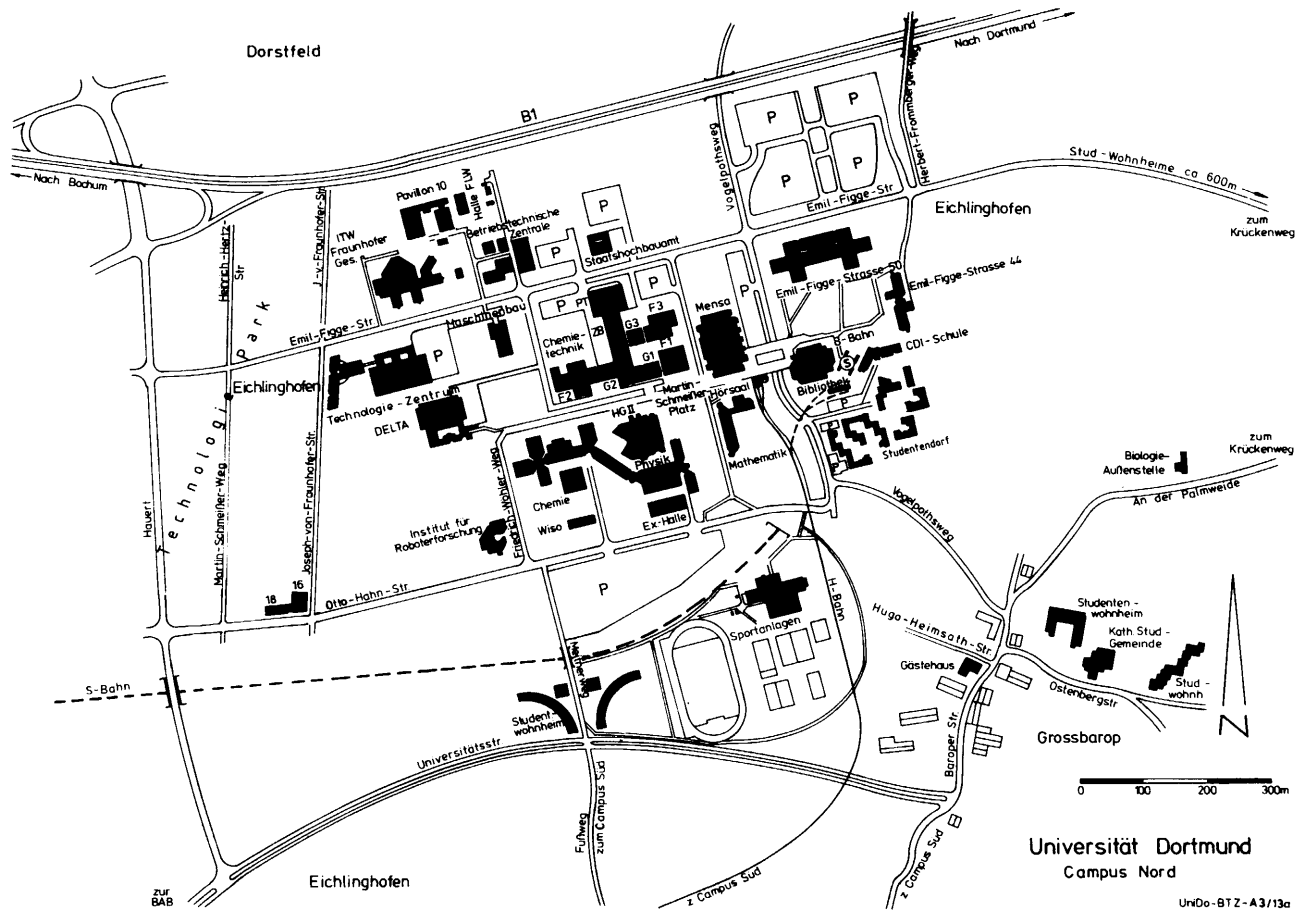 Dorstfeld
Nach Dortmund
B1
Nach Bochum
Vogelpothsweg
Herbert-Frommberger-Weg
P
P
P
P
Stud-Wohnheime ca 600m
zum
Krückenweg
Emil-Figge-Str
Eichlinghofen
Pavillon 10
Halle FLW
ITW
Fraunhofer
Ges.
Betriebstechnische
Zentrale
P
P
Staatshochbauamt
Heinrich-Hertz-
Str
J.-v-Fraunhofer-Str.
Emil-Figge-Str.
Maschinenbau
P
PT
ZB
G3
F3
F1
G1
G2
F2
Chemie-
technik
Mensa
P
Emil-Figge-Strasse 50
Emil-Figge-Strasse 44
S-Bahn
S
CDI-Schule
Bibliothek
P
P
P
Studentendorf
Technologie Park
Eichlinghofen
P
Technologie-Zentrum
DELTA
Martin-
Schmeißer-
Platz
Hörsaal
HG II
Physik
Mathematik
Chemie
Wiso
Ex-Halle
Friedrich-Wöhler-Weg
Institut für
Roboterforschung
Hauert
Martin-Schmeißer-Weg
Joseph-von-Fraunhofer-Str.
16
18
Otto-Hahn-Str
P
Vogelpothsweg
Biologie-
Außenstelle
zum
Krückenweg
An der Palmweide
H-Bahn
Sportanlagen
Hugo-Heimsath-Str.
Gästehaus
Studenten-
wohnheim
Kath. Stud-
Gemeinde
Stud-
wohnh
Ostenbergstr
Grossbarop
Baroper Str.
S-Bahn
Meitnerweg
Student-
wohnheim
Universitätsstr
Fußweg
zum Campus Süd
z Campus Süd
z Campus Süd
Eichlinghofen
zur
BAB
N
0 100 200 300m
Universität Dortmund
Campus Nord
UniDo-BTZ-A3/13a